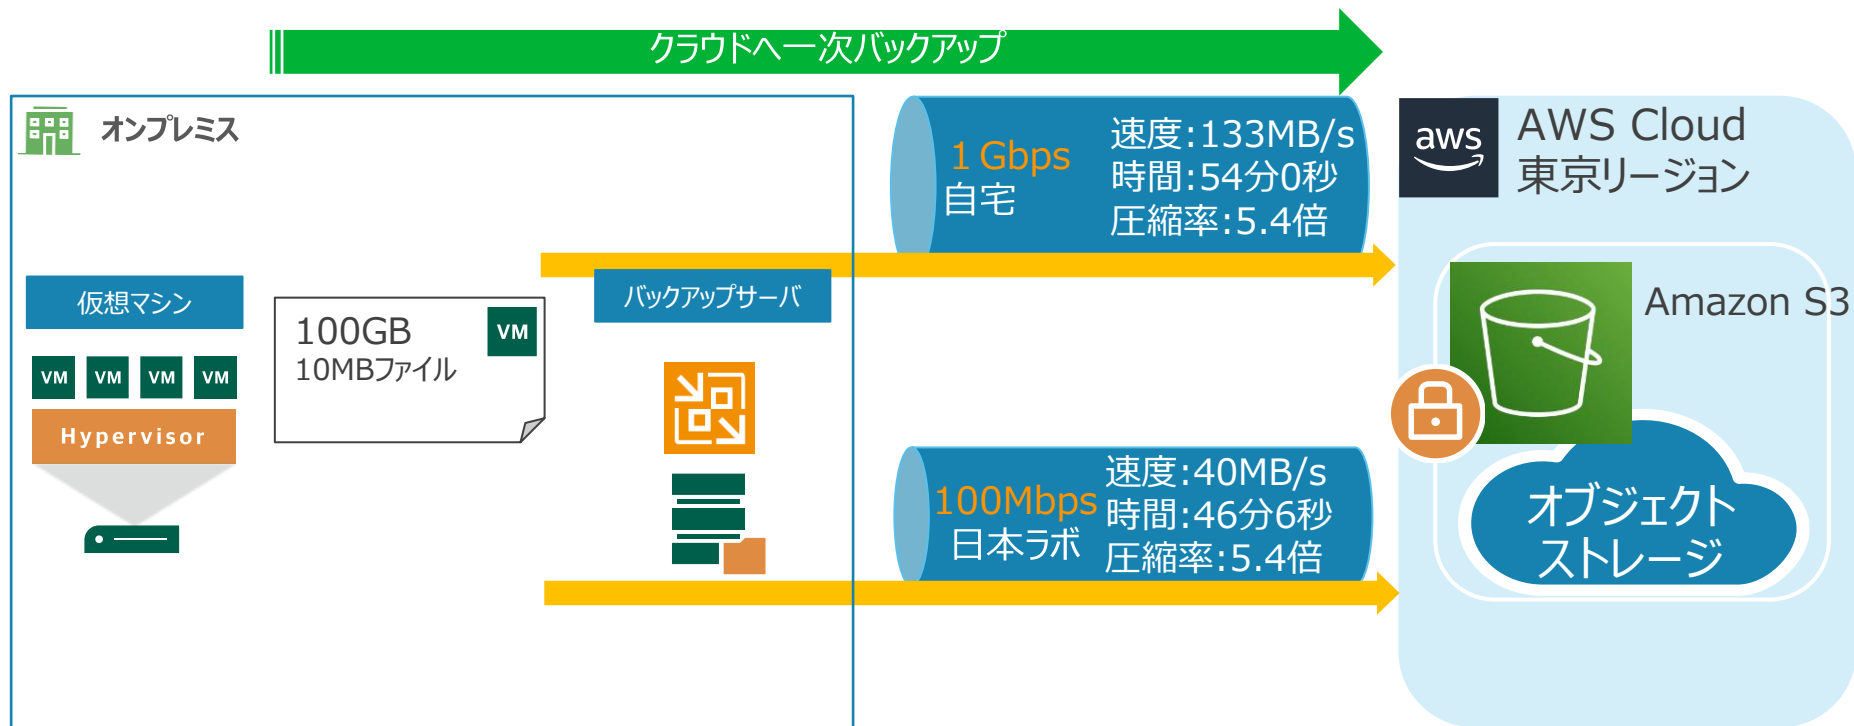 クラウドへ一次バックアップ
オンプレミス
仮想マシン
VM VM VM VM
Hypervisor
100GB
10MBファイル
VM
バックアップサーバ
1 Gbps
自宅
速度:133MB/s
時間:54分0秒
圧縮率:5.4倍
100Mbps
日本ラボ
速度:40MB/s
時間:46分6秒
圧縮率:5.4倍
aws
AWS Cloud
東京リージョン
Amazon S3
オブジェクト
ストレージ